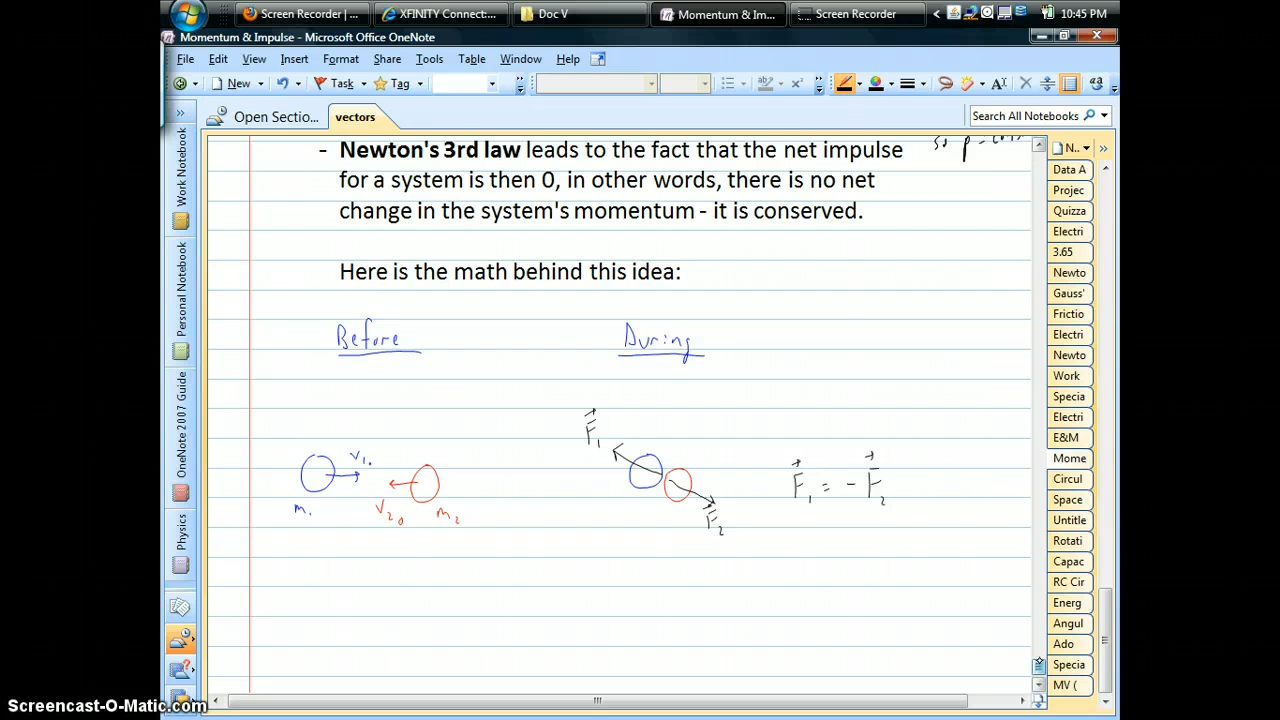 Screen Recorder | ...
XFINITY Connect:...
Doc V
Momentum & Im...
Screen Recorder
10:45 PM
Momentum & Impulse - Microsoft Office OneNote
File Edit View Insert Format Share Tools Table Window Help
New Task Tag
Open Sectio...
vectors
Search All Notebooks
Work Notebook
Personal Notebook
OneNote 2007 Guide
Physics
- Newton's 3rd law leads to the fact that the net impulse
for a system is then 0, in other words, there is no net
change in the system's momentum - it is conserved.
Here is the math behind this idea:
Before
During
F₁
v₁₀
v₂₀
m₁
m₂
F₂
F₁ = - F₂
N...
Data A
Projec
Quizza
Electri
3.65
Newto
Gauss'
Frictio
Electri
Newto
Work
Specia
Electri
E&M
Mome
Circul
Space
Untitle
Rotati
Capac
RC Cir
Energ
Angul
Ado
Specia
MV (
Screencast-O-Matic.com